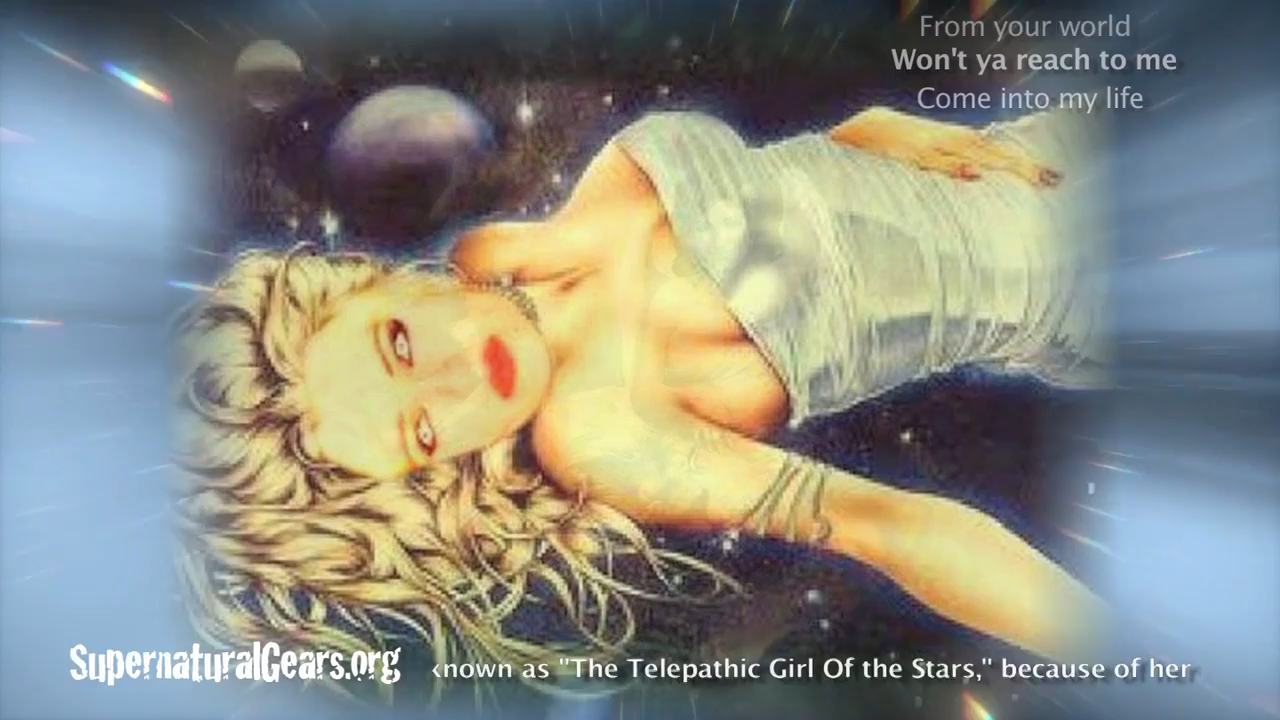 From your world
Won't ya reach to me
Come into my life
SupernaturalGears.org
known as "The Telepathic Girl Of the Stars," because of her